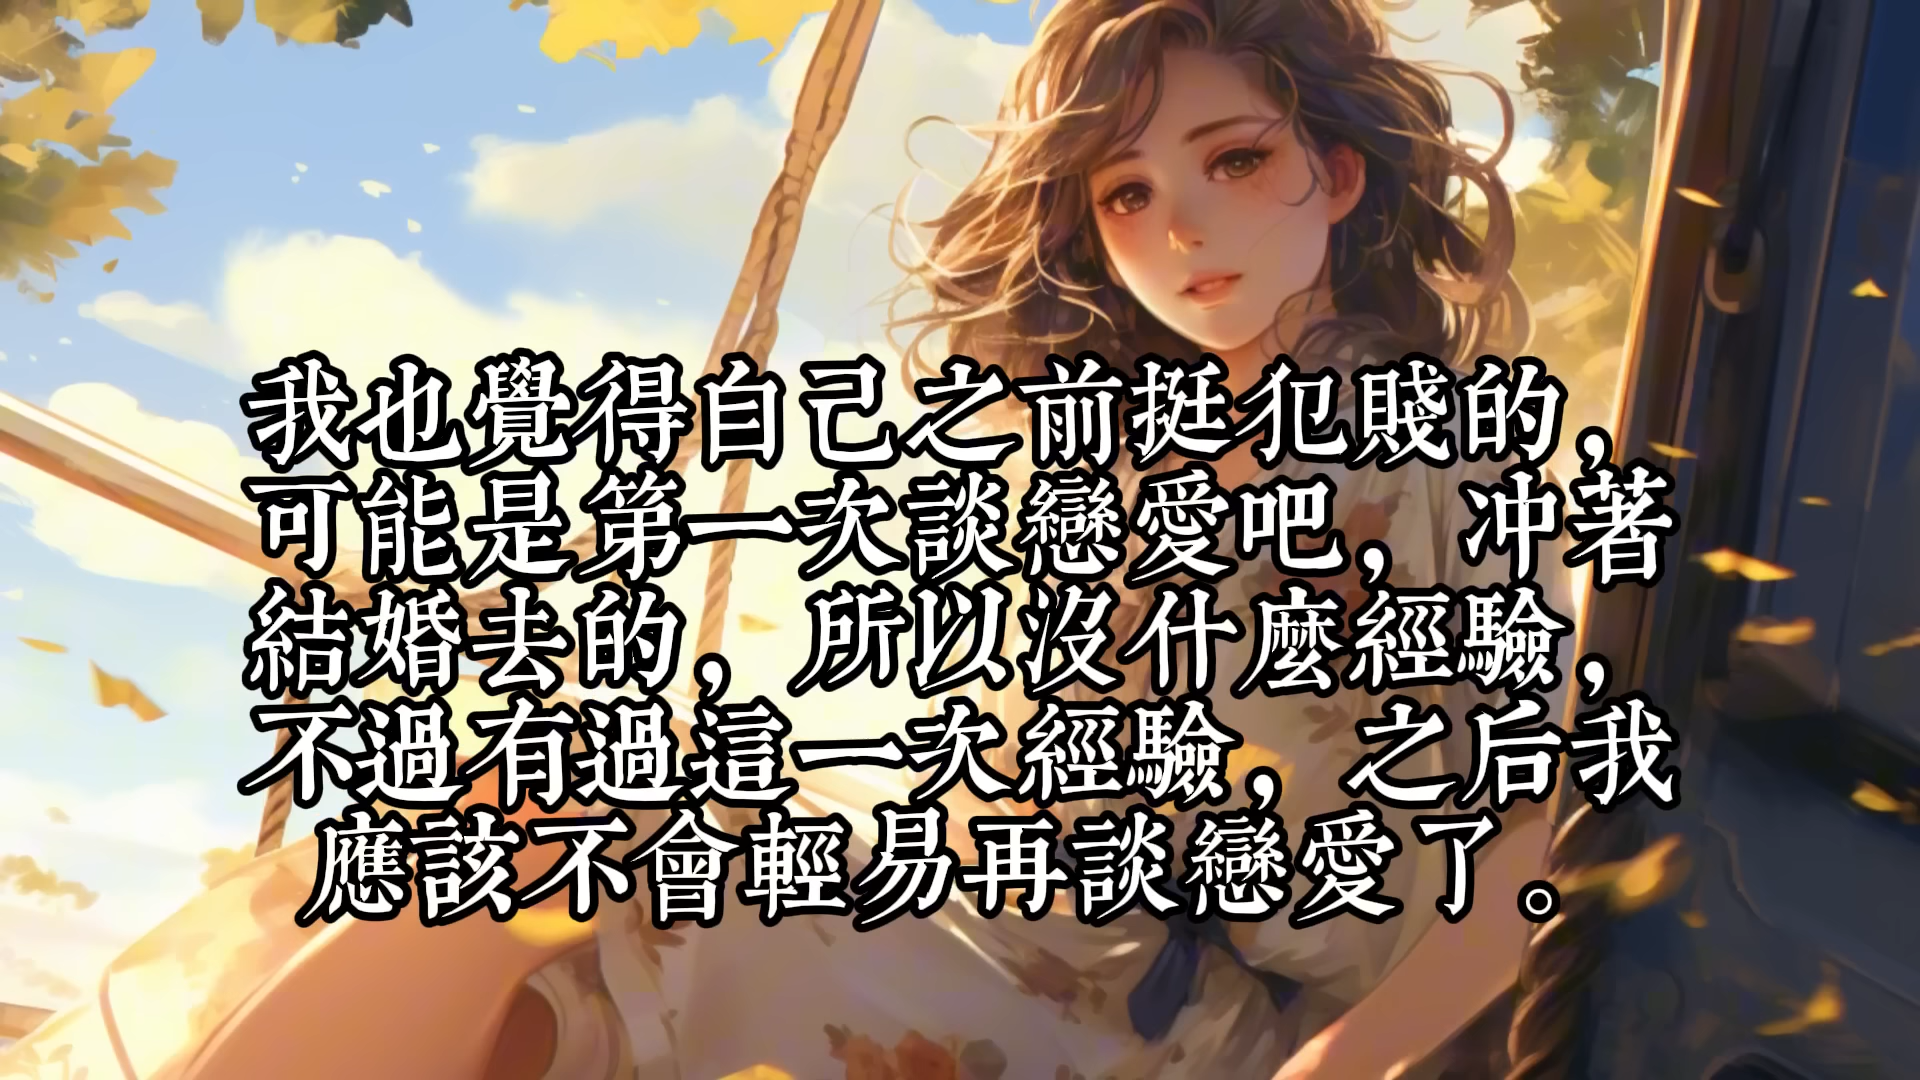 我也覺得自己之前挺犯賤的，
可能是第一次談戀愛吧，冲著
結婚去的，所以沒什麼經驗，
不過有過這一次經驗，之后我
應該不會輕易再談戀愛了。